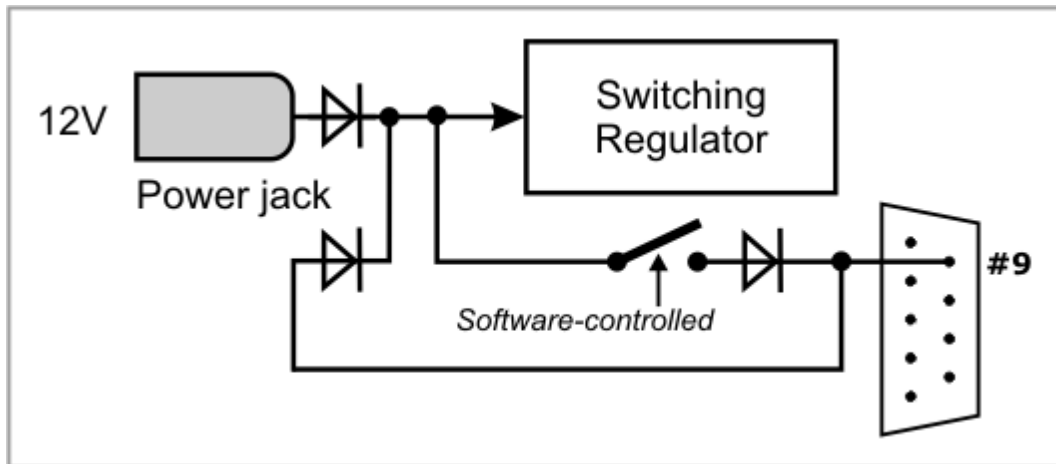 12V
Power jack
Switching
Regulator
Software-controlled
#9